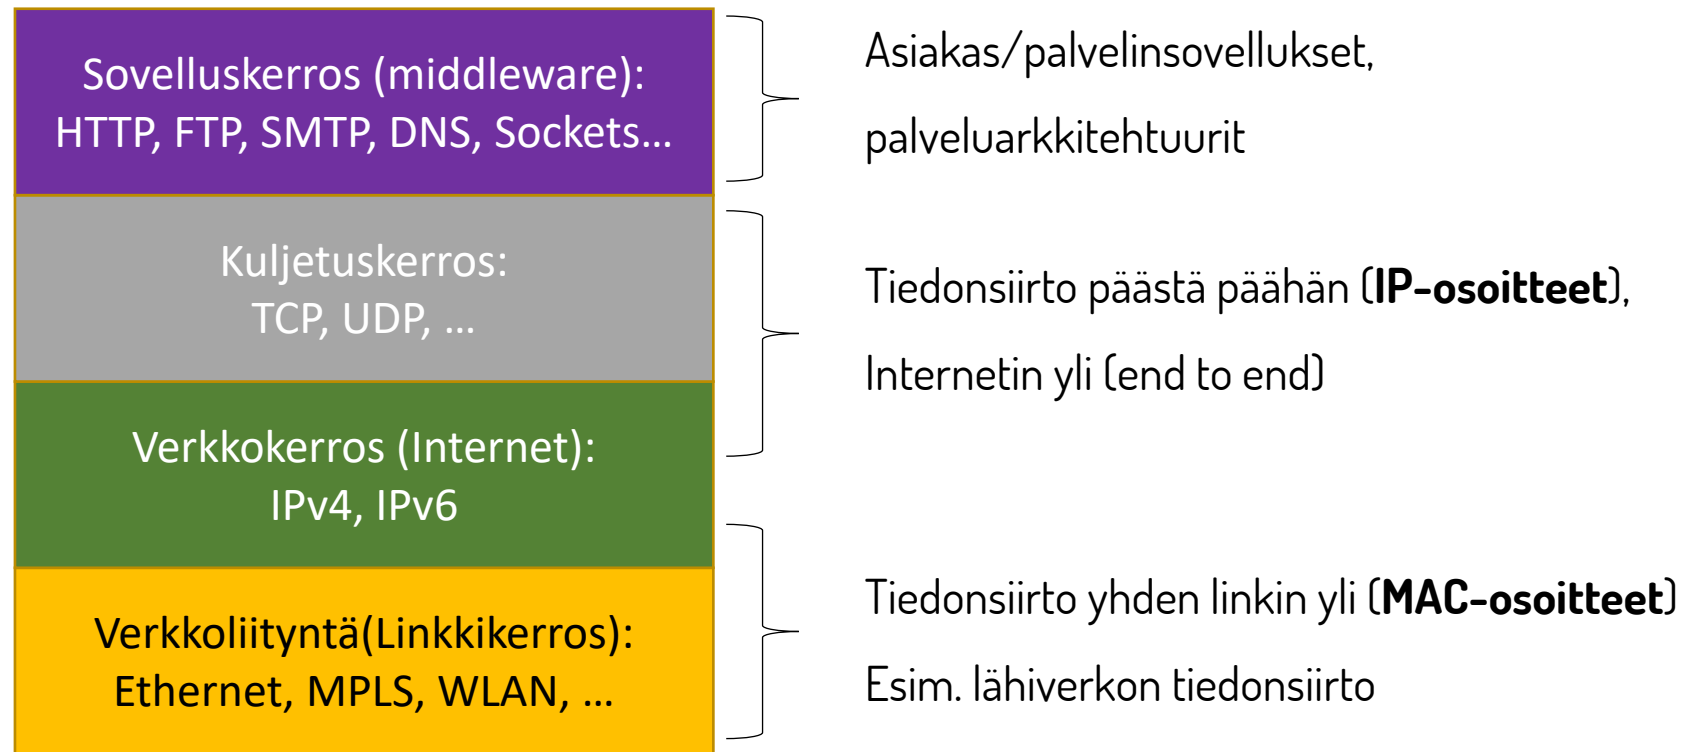 Sovelluskerros (middleware):
HTTP, FTP, SMTP, DNS, Sockets…
Asiakas/palvelinsovellukset,
palveluarkkitehtuurit
Kuljetuskerros:
TCP, UDP, …
Verkkokerros (Internet):
IPv4, IPv6
Tiedonsiirto päästä päähän (IP-osoitteet),
Internetin yli (end to end)
Verkkoliityntä(Linkkikerros):
Ethernet, MPLS, WLAN, …
Tiedonsiirto yhden linkin yli (MAC-osoitteet)
Esim. lähiverkon tiedonsiirto